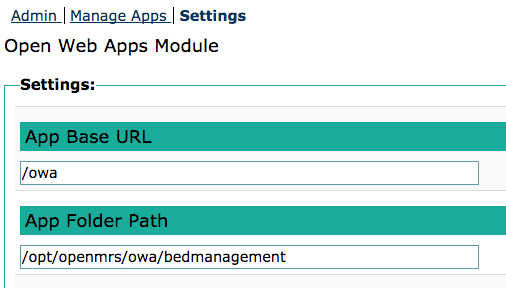 Admin | Manage Apps | Settings
Open Web Apps Module
Settings:
App Base URL
/owa
App Folder Path
/opt/openmrs/owa/bedmanagement